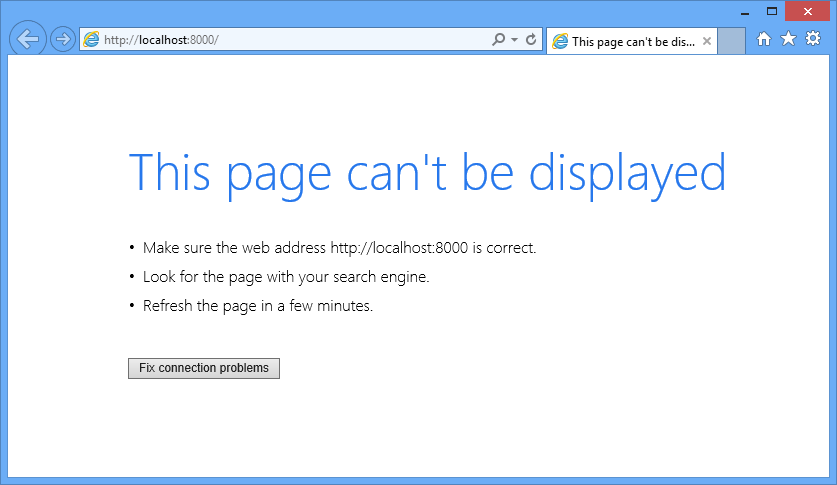 http://localhost:8000/
This page can't be dis...
This page can't be displayed
• Make sure the web address http://localhost:8000 is correct.
• Look for the page with your search engine.
• Refresh the page in a few minutes.
Fix connection problems